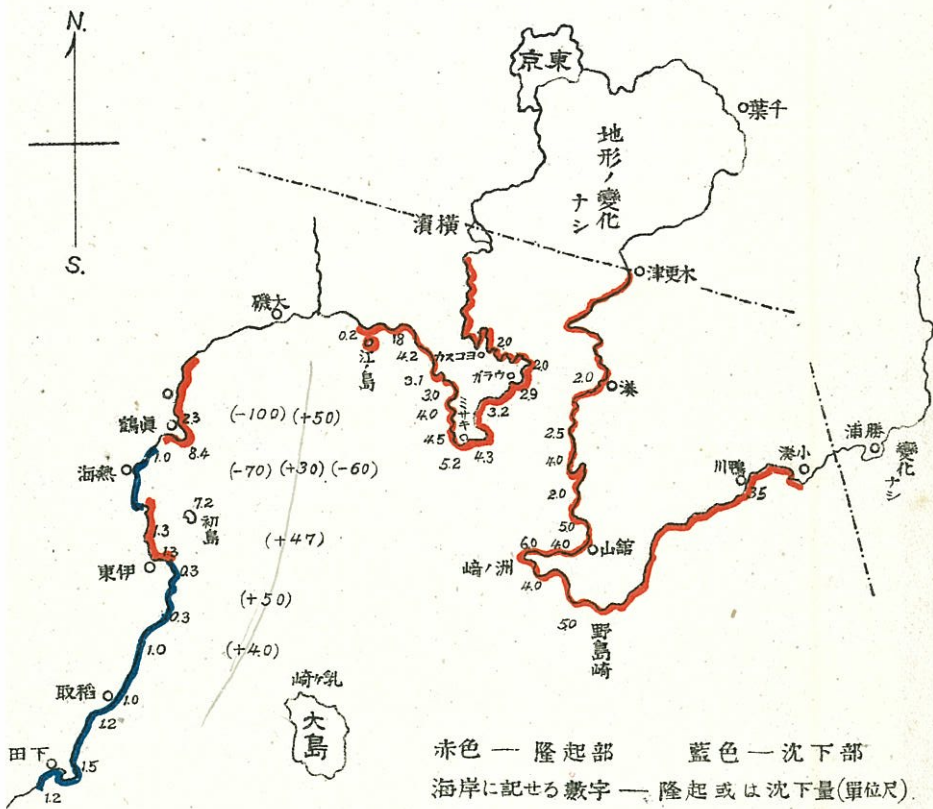 N.
S.
東京
千葉
地形ノ變化
ナシ
横濱
木更津
大磯
0.2
江ノ島
18
4.2
3.1
3.0
4.0
4.5
5.2
4.3
ミサキ
3.2
2.9
2.0
2.0
ヨコスカ
ウラガ
2.0
湊
2.5
4.0
2.0
5.0
4.0
6.0
館山
洲ノ崎
4.0
5.0
野島崎
鴨川
35
小湊
勝浦
變化ナシ
2.3
眞鶴
8.4
1.0
熱海
7.2
初島
1.3
1.3
伊東
0.3
0.3
1.0
稻取
1.0
1.2
1.5
下田
1.2
(-100) (+50)
(-70) (+30) (-60)
(+47)
(+50)
(+40)
乳ヶ崎
大島
赤色 — 隆起部 藍色 — 沈下部
海岸に記せる數字 — 隆起或は沈下量(單位尺).